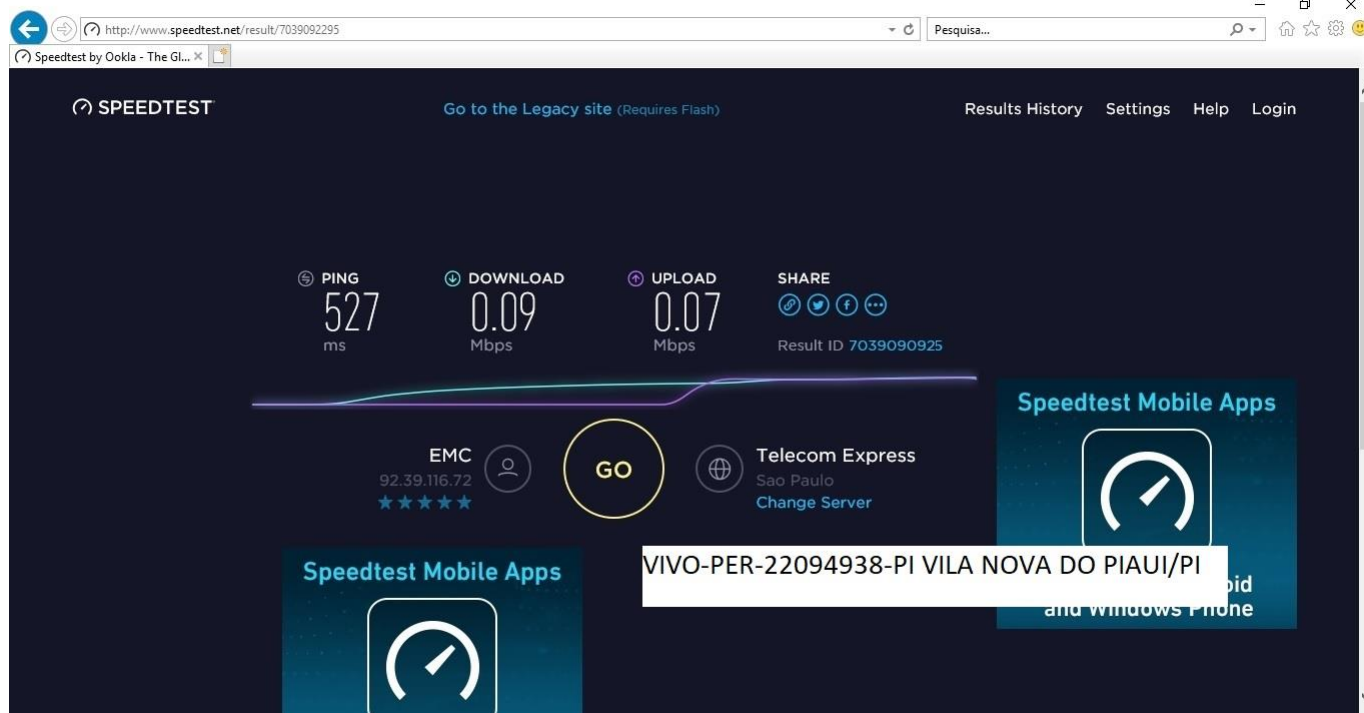 http://www.speedtest.net/result/7039092295
Pesquisa...
Speedtest by Ookla - The Gl...
SPEEDTEST
Go to the Legacy site (Requires Flash)
Results History Settings Help Login
PING
527
ms
DOWNLOAD
0.09
Mbps
UPLOAD
0.07
Mbps
SHARE
Result ID 7039090925
EMC
92.39.116.72
GO
Telecom Express
Sao Paulo
Change Server
Speedtest Mobile Apps
VIVO-PER-22094938-PI VILA NOVA DO PIAUI/PI
and Windows Phone
Speedtest Mobile Apps